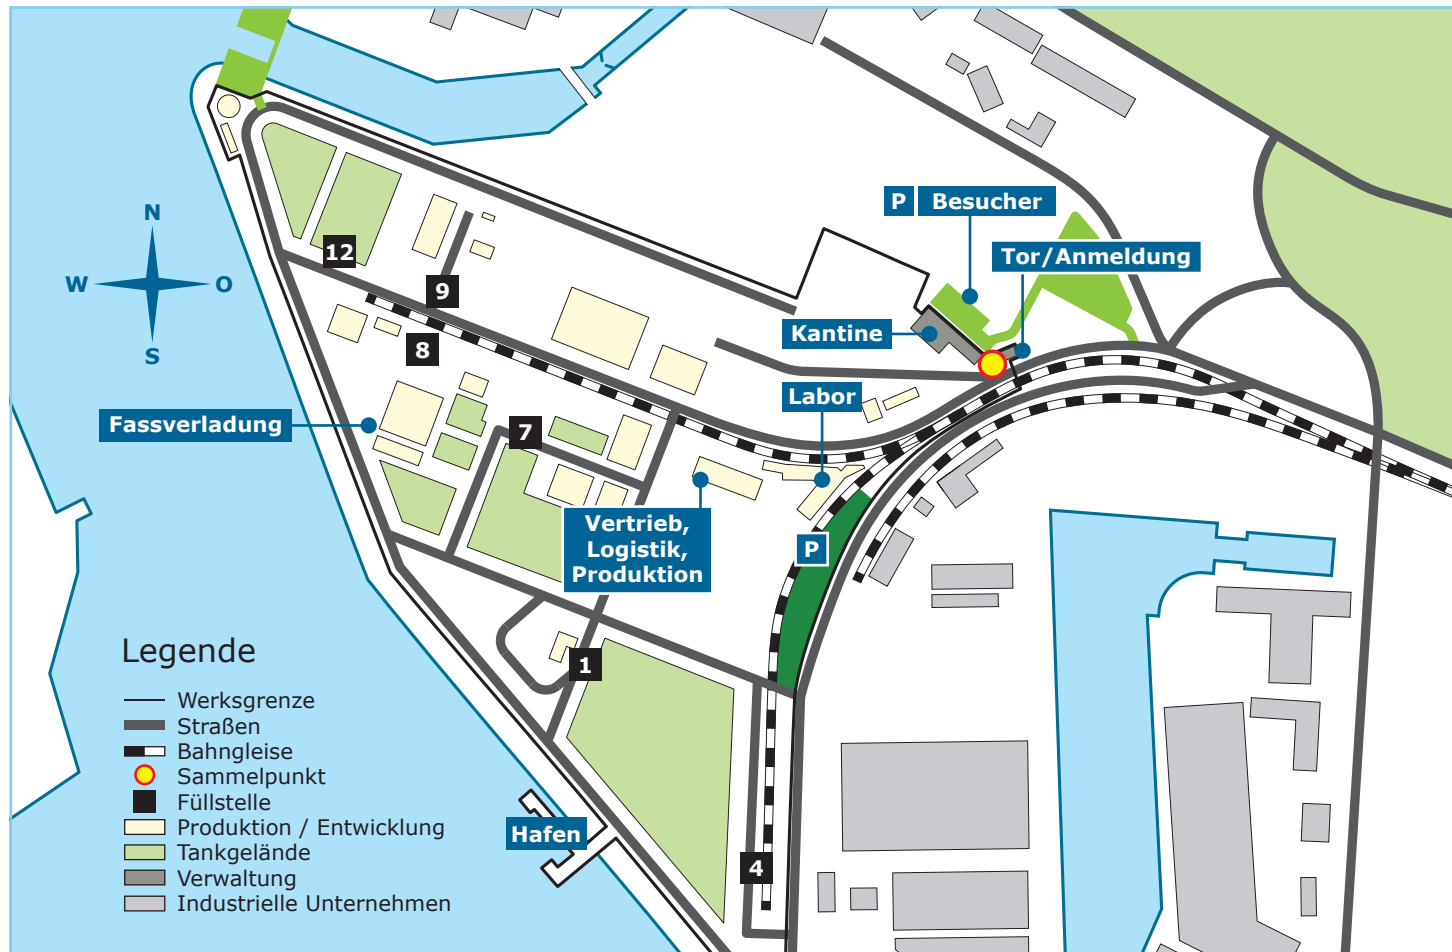 P Besucher
N
W O
S
Tor/Anmeldung
12
9
8
Kantine
Labor
Fassverladung
7
Vertrieb,
Logistik,
Produktion
P
1
Hafen
4
Legende
Werksgrenze
Straßen
Bahngleise
Sammelpunkt
Füllstelle
Produktion / Entwicklung
Tankgelände
Verwaltung
Industrielle Unternehmen